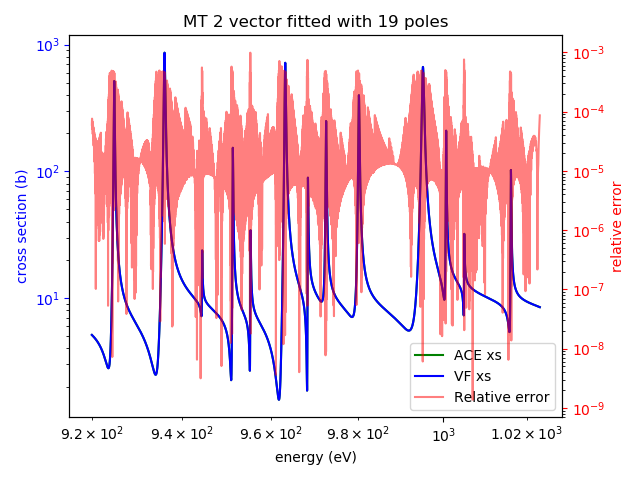 MT 2 vector fitted with 19 poles
10³
10²
10¹
cross section (b)
10⁻³
10⁻⁴
10⁻⁵
10⁻⁶
10⁻⁷
10⁻⁸
10⁻⁹
relative error
ACE xs
VF xs
Relative error
9.2 × 10² 9.4 × 10² 9.6 × 10² 9.8 × 10² 10³ 1.02 × 10³
energy (eV)